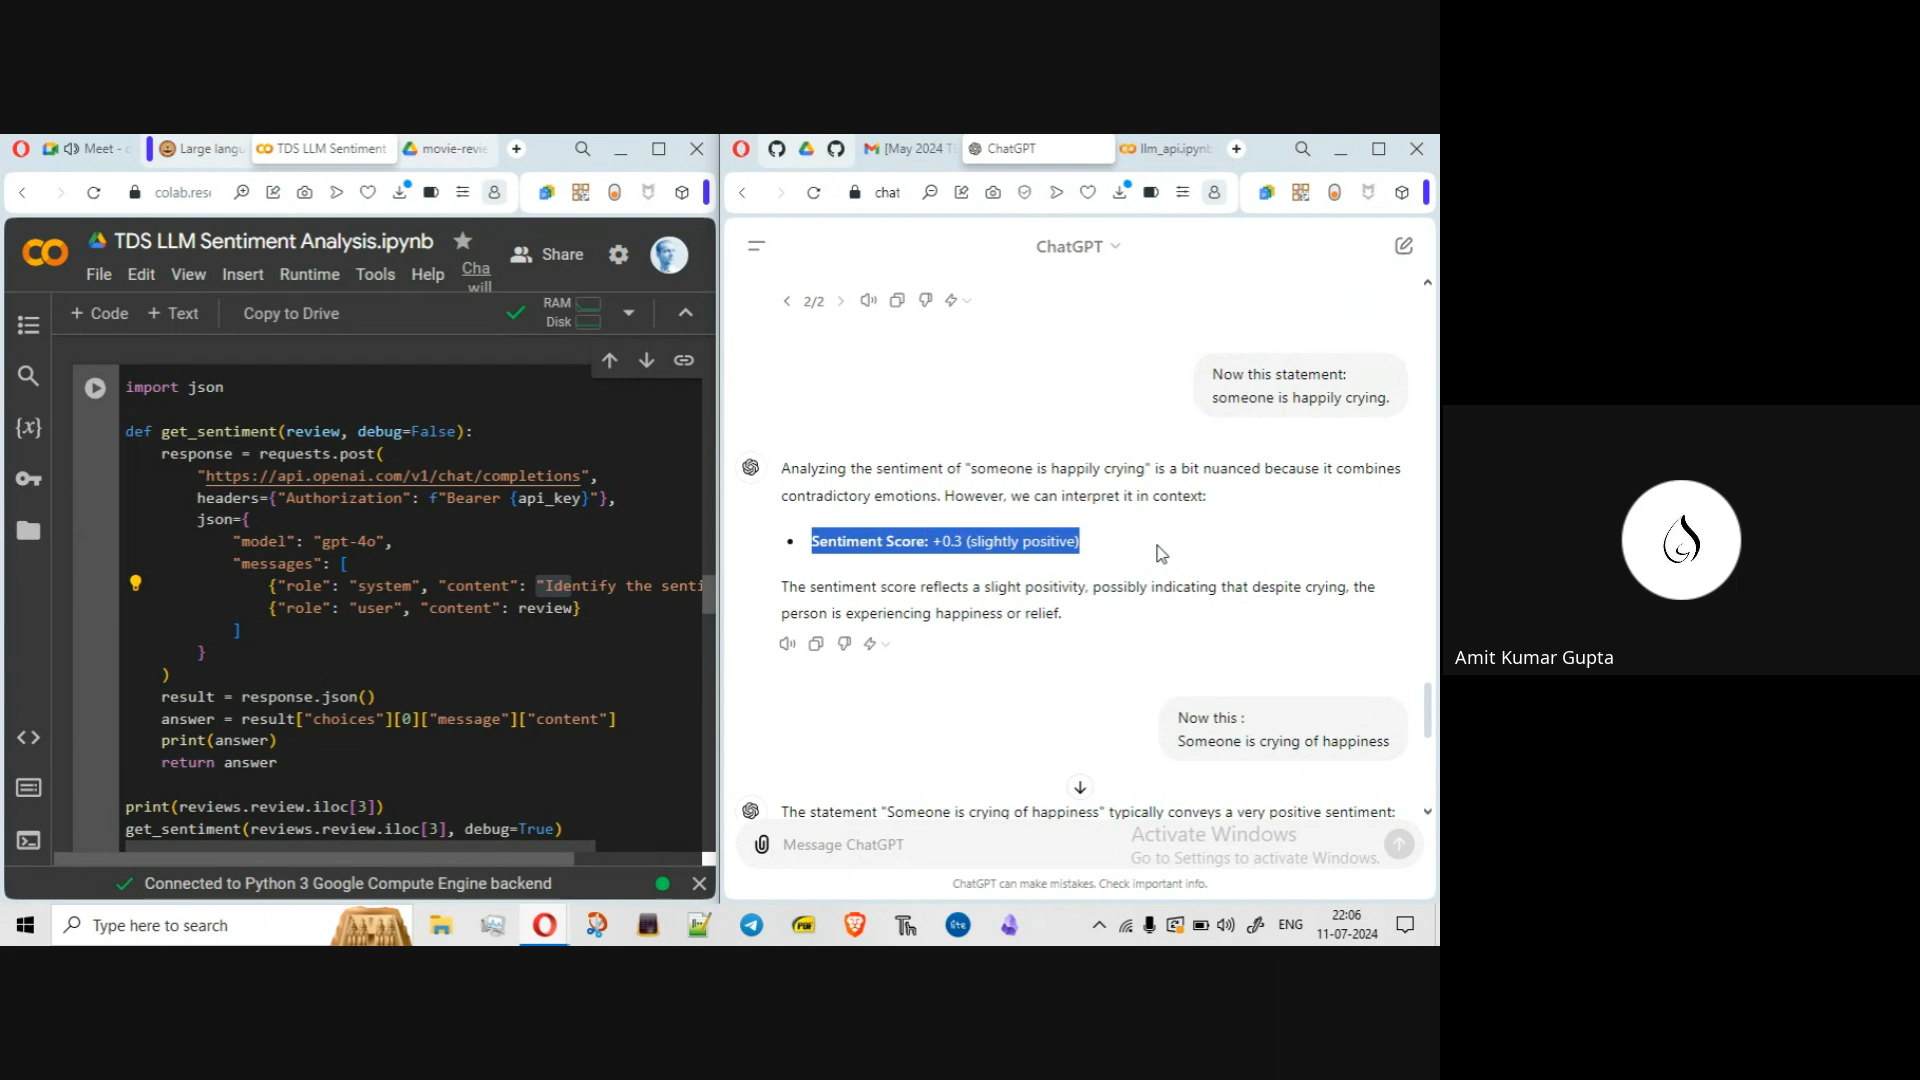 Meet -
Large langu
TDS LLM Sentiment
movie-revie
colab.res
TDS LLM Sentiment Analysis.ipynb
Share
File Edit View Insert Runtime Tools Help
Cha
will
+ Code + Text Copy to Drive
RAM
Disk
import json
def get_sentiment(review, debug=False):
response = requests.post(
"https://api.openai.com/v1/chat/completions",
headers={"Authorization": f"Bearer {api_key}"},
json={
"model": "gpt-4o",
"messages": [
{"role": "system", "content": "Identify the senti
{"role": "user", "content": review}
]
}
)
result = response.json()
answer = result["choices"][0]["message"]["content"]
print(answer)
return answer
print(reviews.review.iloc[3])
get_sentiment(reviews.review.iloc[3], debug=True)
Connected to Python 3 Google Compute Engine backend
[May 2024 T
ChatGPT
llm_api.ipynb
chat
ChatGPT
2/2
Now this statement:
someone is happily crying.
Analyzing the sentiment of "someone is happily crying" is a bit nuanced because it combines
contradictory emotions. However, we can interpret it in context:
• Sentiment Score: +0.3 (slightly positive)
The sentiment score reflects a slight positivity, possibly indicating that despite crying, the
person is experiencing happiness or relief.
Now this :
Someone is crying of happiness
The statement "Someone is crying of happiness" typically conveys a very positive sentiment:
Message ChatGPT
Activate Windows
Go to Settings to activate Windows.
ChatGPT can make mistakes. Check important info.
Type here to search
ENG
22:06
11-07-2024
Amit Kumar Gupta